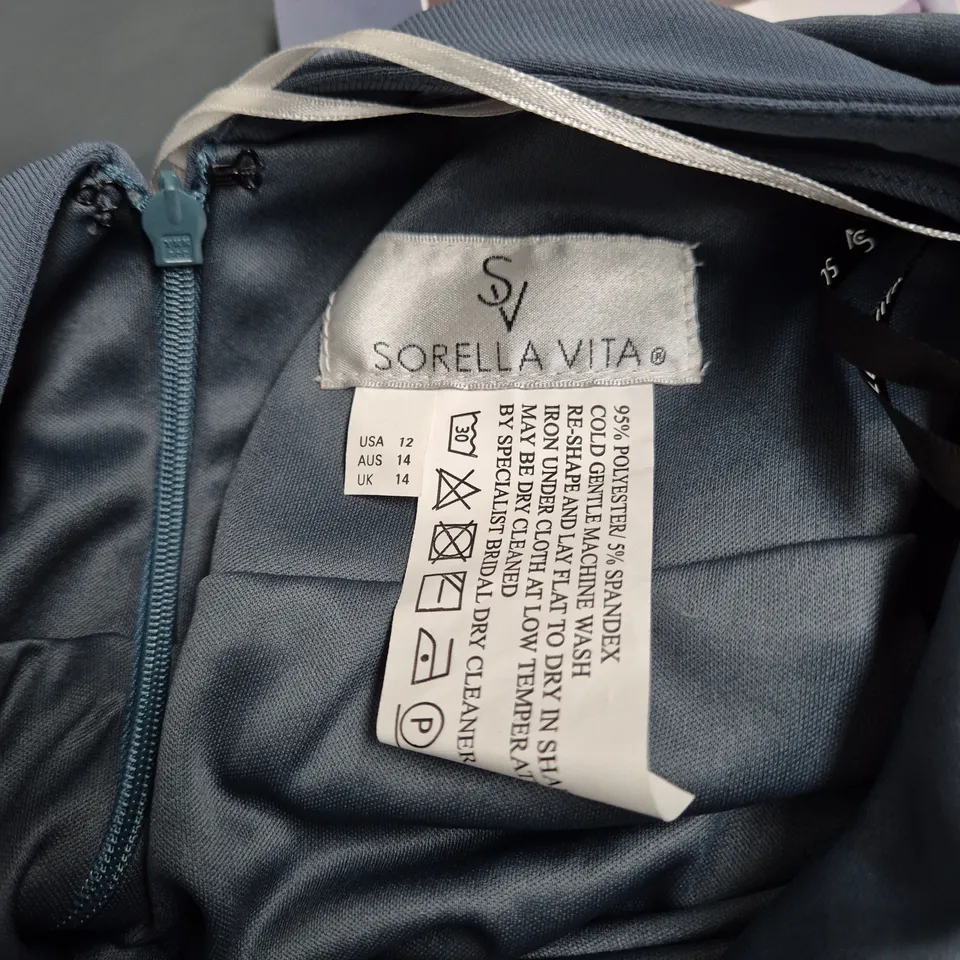 SV
SORELLA VITA®
USA 12
AUS 14
UK 14
95% POLYESTER/ 5% SPANDEX
COLD GENTLE MACHINE WASH
RE-SHAPE AND LAY FLAT TO DRY IN SHA
IRON UNDER CLOTH AT LOW TEMPERAT
MAY BE DRY CLEANED
BY SPECIALIST BRIDAL DRY CLEANER
30
P